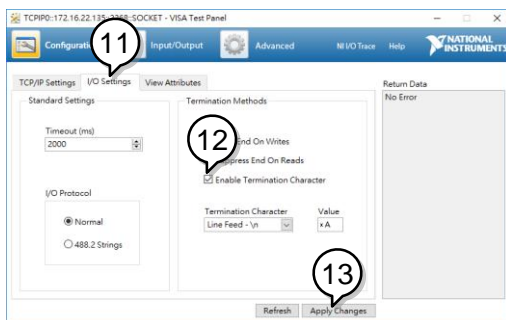 TCPIP0::172.16.22.135::2268::SOCKET - VISA Test Panel
Input/Output
Advanced
NI I/O Trace
Help
NATIONAL
INSTRUMENTS
11
TCP/IP Settings
I/O Settings
View Attributes
Return Data
No Error
Standard Settings
Termination Methods
Timeout (ms)
2000
12
End On Writes
End On Reads
Enable Termination Character
I/O Protocol
Normal
488.2 Strings
Termination Character
Value
Line Feed - \n
xA
13
Refresh
Apply Changes